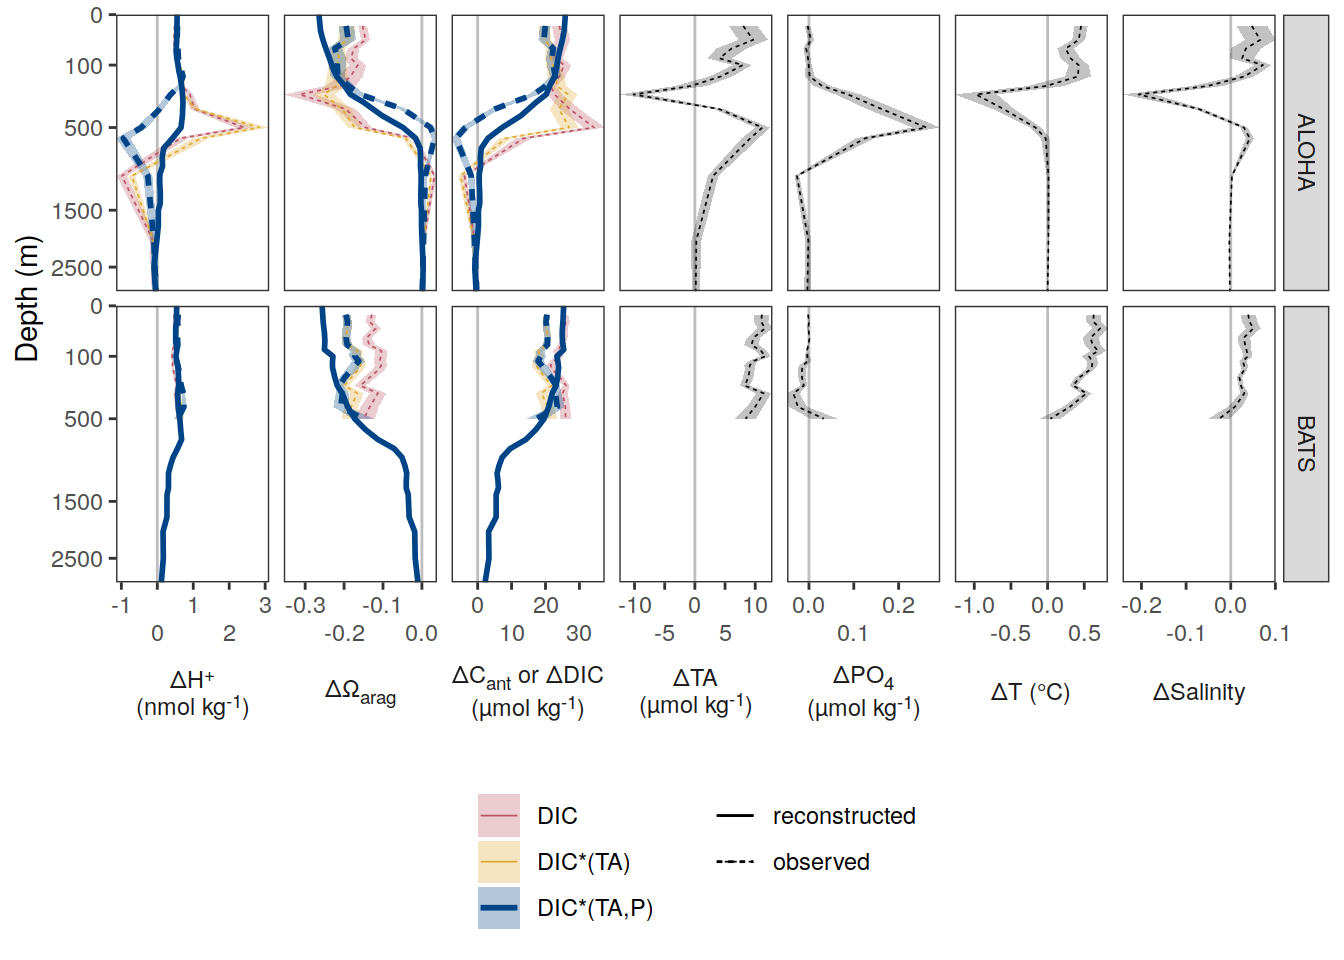 0
100
500
1500
2500
ALOHA
Depth (m)
0
100
500
1500
2500
BATS
-1 1 3 -0.3 -0.1 0 20 -10 0 10 0.0 0.2 -1.0 0.0 -0.2 0.0
0 2 -0.2 0.0 10 30 -5 5 0.1 -0.5 0.5 -0.1 0.1
ΔH⁺
(nmol kg⁻¹)
ΔΩarag
ΔCant or ΔDIC
(µmol kg⁻¹)
ΔTA
(µmol kg⁻¹)
ΔPO₄
(µmol kg⁻¹)
ΔT (°C)
ΔSalinity
DIC
DIC*(TA)
DIC*(TA,P)
reconstructed
observed